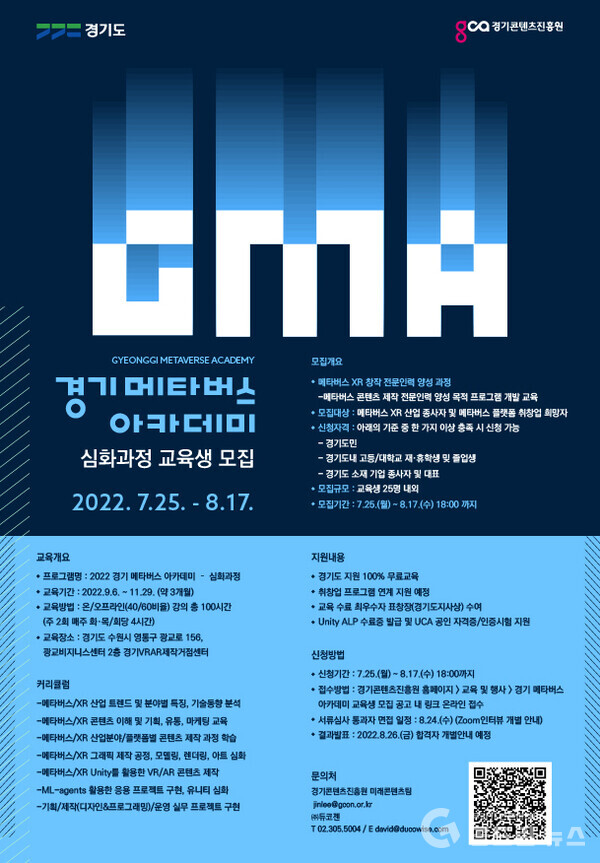 경기도
gca 경기콘텐츠진흥원
GMA
GYEONGGI METAVERSE ACADEMY
경기 메타버스
아카데미
심화과정 교육생 모집
2022. 7.25. - 8.17.
모집개요
• 메타버스 XR 창작 전문인력 양성 과정
-메타버스 콘텐츠 제작 전문인력 양성 목적 프로그램 개발 교육
• 모집대상 : 메타버스 XR 산업 종사자 및 메타버스 플랫폼 취창업 희망자
• 신청자격 : 아래의 기준 중 한 가지 이상 충족 시 신청 가능
- 경기도민
- 경기도내 고등/대학교 재·휴학생 및 졸업생
- 경기도 소재 기업 종사자 및 대표
• 모집규모 : 교육생 25명 내외
• 모집기간 : 7.25.(월) ~ 8.17.(수) 18:00 까지
교육개요
• 프로그램명 : 2022 경기 메타버스 아카데미 - 심화과정
• 교육기간 : 2022.9.6. ~ 11.29. (약 3개월)
• 교육방법 : 온/오프라인(40/60비율) 강의 총 100시간
(주 2회 매주 화·목/회당 4시간)
• 교육장소 : 경기도 수원시 영통구 광교로 156,
광교비지니스센터 2층 경기VRAR제작거점센터
커리큘럼
-메타버스/XR 산업 트렌드 및 분야별 특징, 기술동향 분석
-메타버스/XR 콘텐츠 이해 및 기획, 유통, 마케팅 교육
-메타버스/XR 산업분야/플랫폼별 콘텐츠 제작 과정 학습
-메타버스/XR 그래픽 제작 공정, 모델링, 렌더링, 아트 심화
-메타버스/XR Unity를 활용한 VR/AR 콘텐츠 제작
-ML-agents 활용한 응용 프로젝트 구현, 유니티 심화
-기획/제작(디자인&프로그래밍)/운영 실무 프로젝트 구현
지원내용
• 경기도 지원 100% 무료교육
• 취창업 프로그램 연계 지원 예정
• 교육 수료 최우수자 표창장(경기도지사상) 수여
• Unity ALP 수료증 발급 및 UCA 공인 자격증/인증시험 지원
신청방법
• 신청기간 : 7.25.(월) ~ 8.17.(수) 18:00까지
• 접수방법 : 경기콘텐츠진흥원 홈페이지 > 교육 및 행사 > 경기 메타버스
아카데미 교육생 모집 공고 내 링크 온라인 접수
• 서류심사 통과자 면접 일정 : 8.24.(수) (Zoom인터뷰 개별 안내)
• 결과발표 : 2022.8.26.(금) 합격자 개별안내 예정
문의처
경기콘텐츠진흥원 미래콘텐츠팀
jinlee@gcon.or.kr
㈜듀코젠
T 02.305.5004 / E david@ducowise.com
뉴스